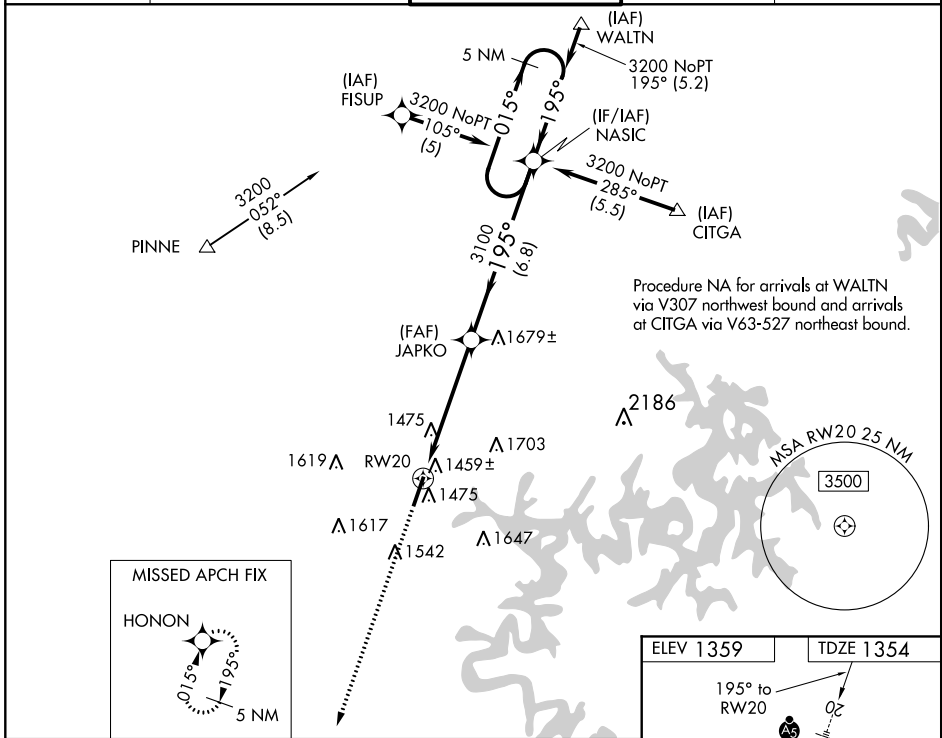 (IAF)
WALTN
5 NM
3200 NoPT
195° (5.2)
(IAF)
FISUP
3200 NoPT
105°
(5)
015°
195°
(IF/IAF)
NASIC
3200 NoPT
285°
(5.5)
(IAF)
CITGA
3200
052°
(8.5)
PINNE
3100
195°
(6.8)
Procedure NA for arrivals at WALTN
via V307 northwest bound and arrivals
at CITGA via V63-527 northeast bound.
(FAF)
JAPKO
1679±
2186
1475
1703
1619
RW20
1459±
1475
MSA RW20 25 NM
3500
1617
1647
1542
MISSED APCH FIX
HONON
015°
195°
5 NM
ELEV 1359
TDZE 1354
195° to
RW20
20
A5